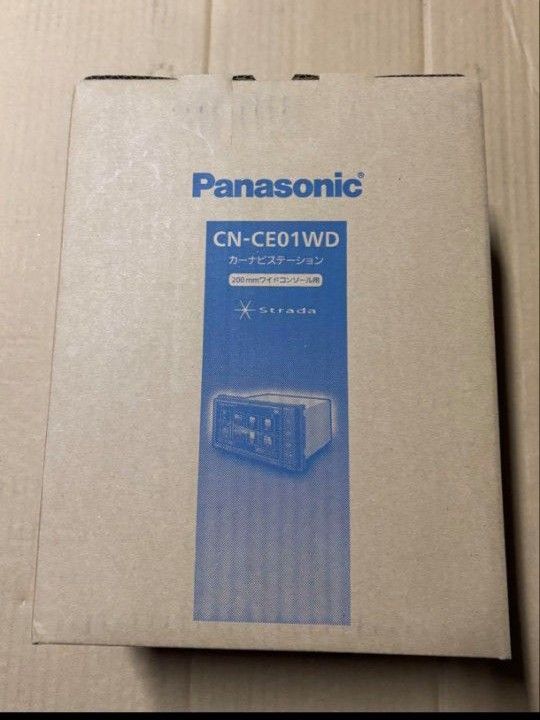 Panasonic®
CN-CE01WD
カーナビステーション
200mmワイドコンソール用
Strada